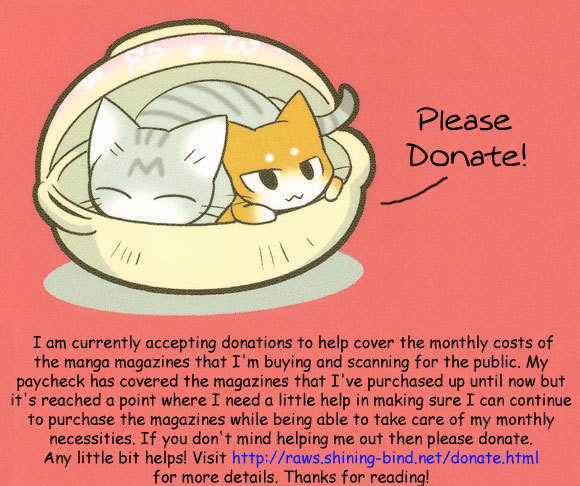 Please
Donate!
I am currently accepting donations to help cover the monthly costs of
the manga magazines that I'm buying and scanning for the public. My
paycheck has covered the magazines that I've purchased up until now but
it's reached a point where I need a little help in making sure I can continue
to purchase the magazines while being able to take care of my monthly
necessities. If you don't mind helping me out then please donate.
Any little bit helps! Visit http://raws.shining-bind.net/donate.html
for more details. Thanks for reading!